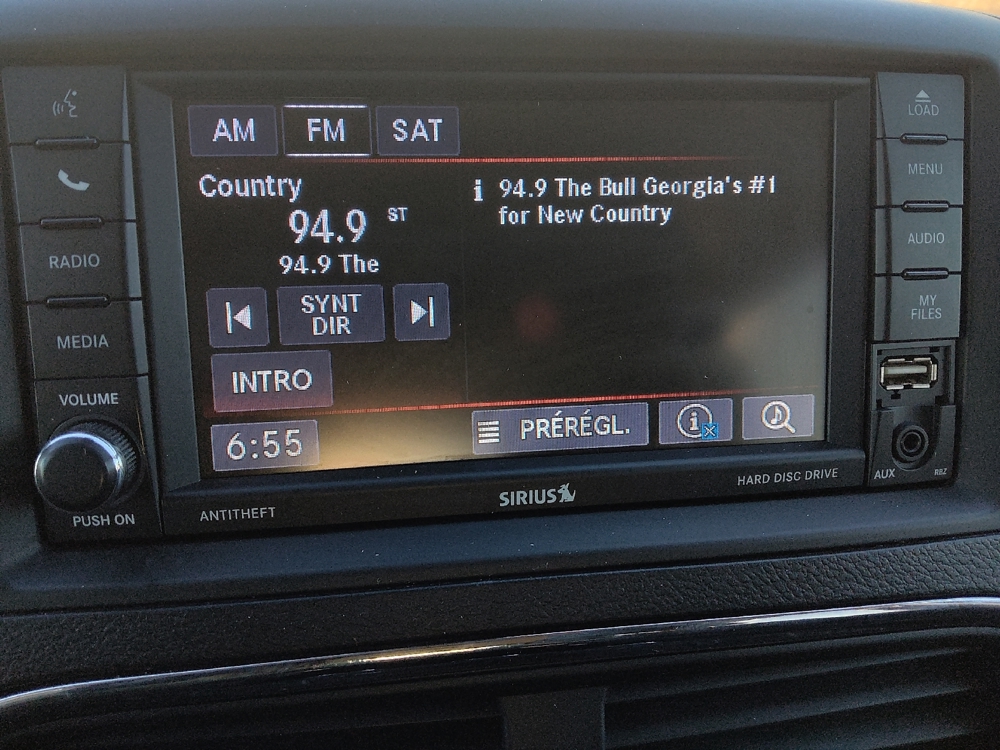 AM FM SAT
Country
94.9 ST
94.9 The
i 94.9 The Bull Georgia's #1
for New Country
SYNT
DIR
INTRO
6:55
PRÉRÉGL.
i
RADIO
MEDIA
VOLUME
PUSH ON
ANTITHEFT
SIRIUS
HARD DISC DRIVE
LOAD
MENU
AUDIO
MY
FILES
AUX
RBZ